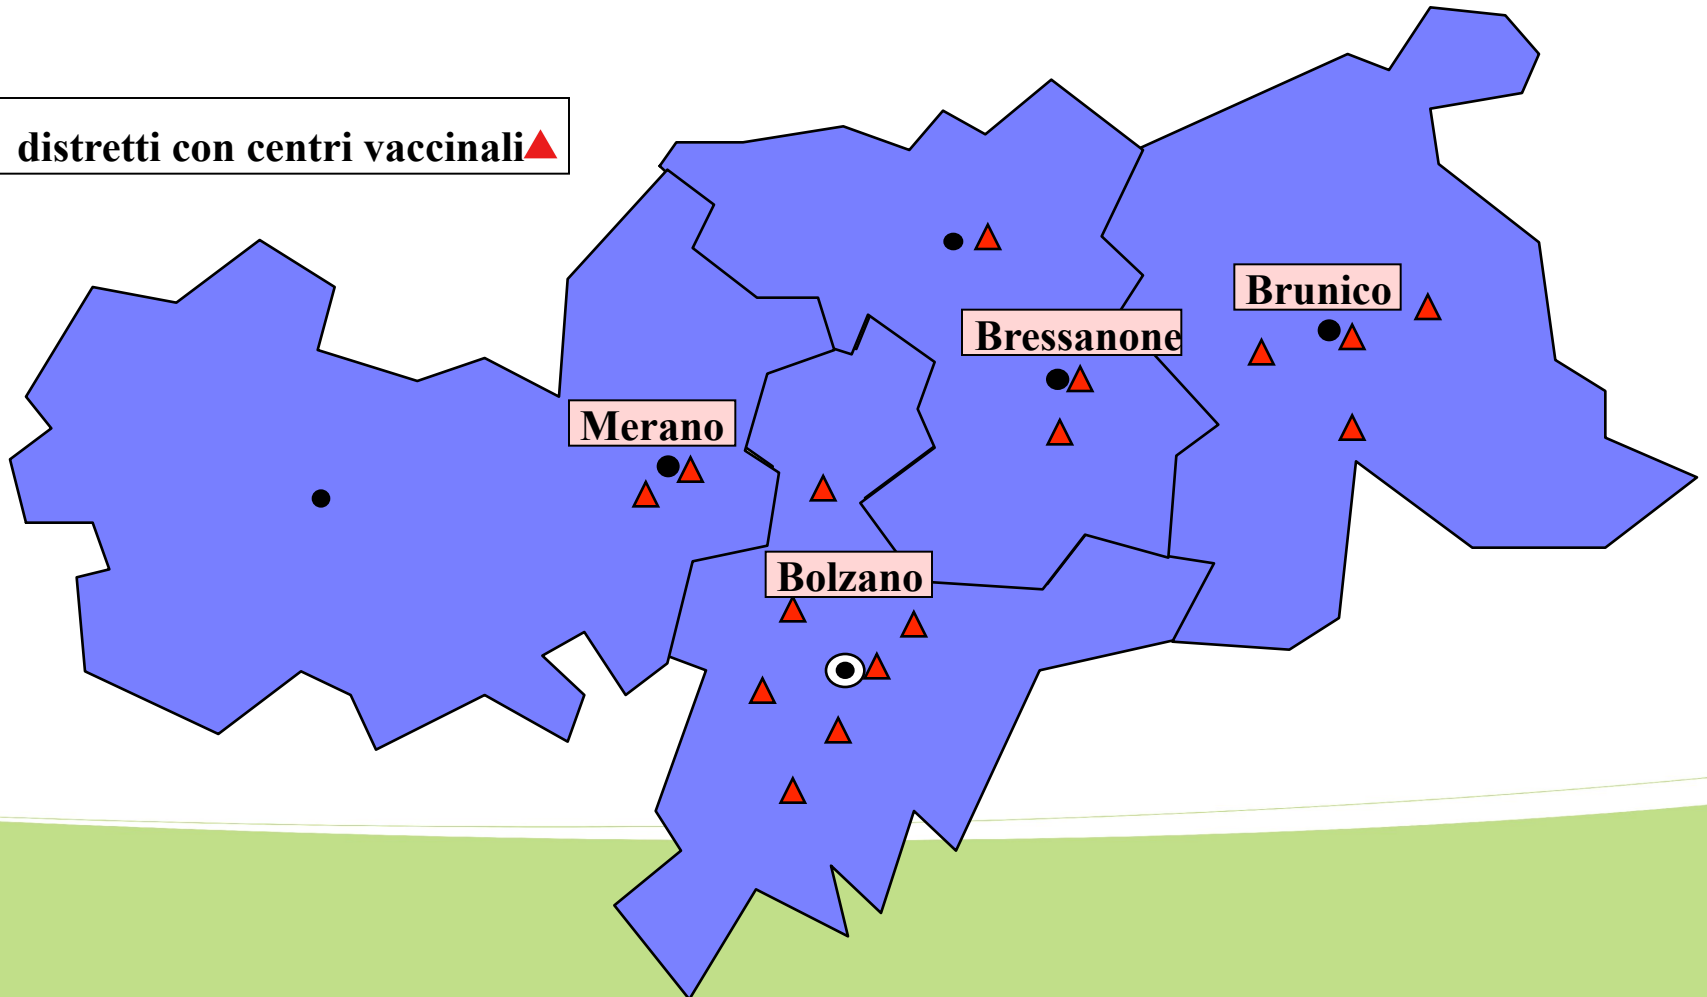 distretti con centri vaccinali
Brunico
Bressanone
Merano
Bolzano